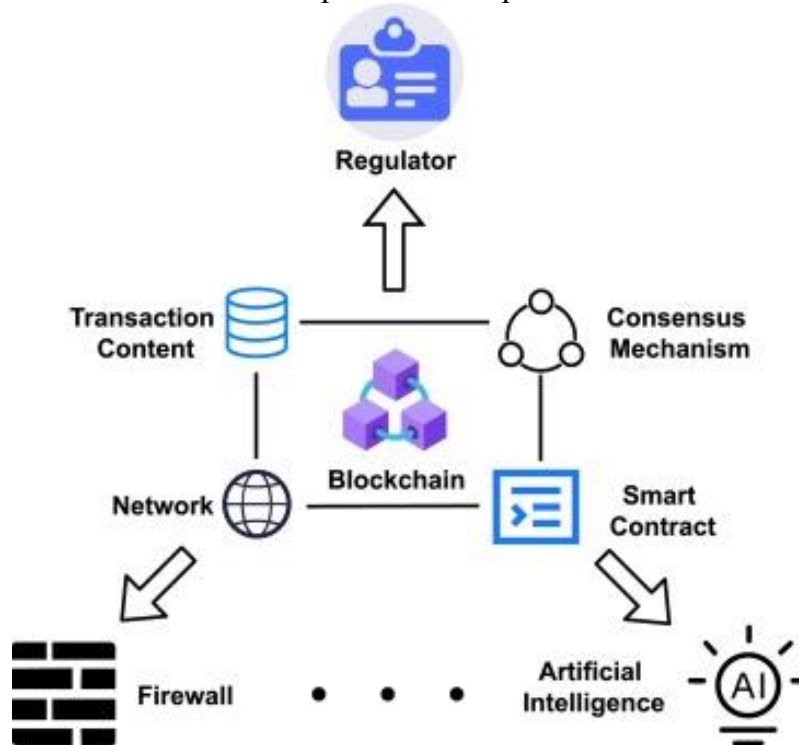 Regulator
Transaction
Content
Consensus
Mechanism
Blockchain
Network
Smart
Contract
Firewall
Artificial
Intelligence
AI